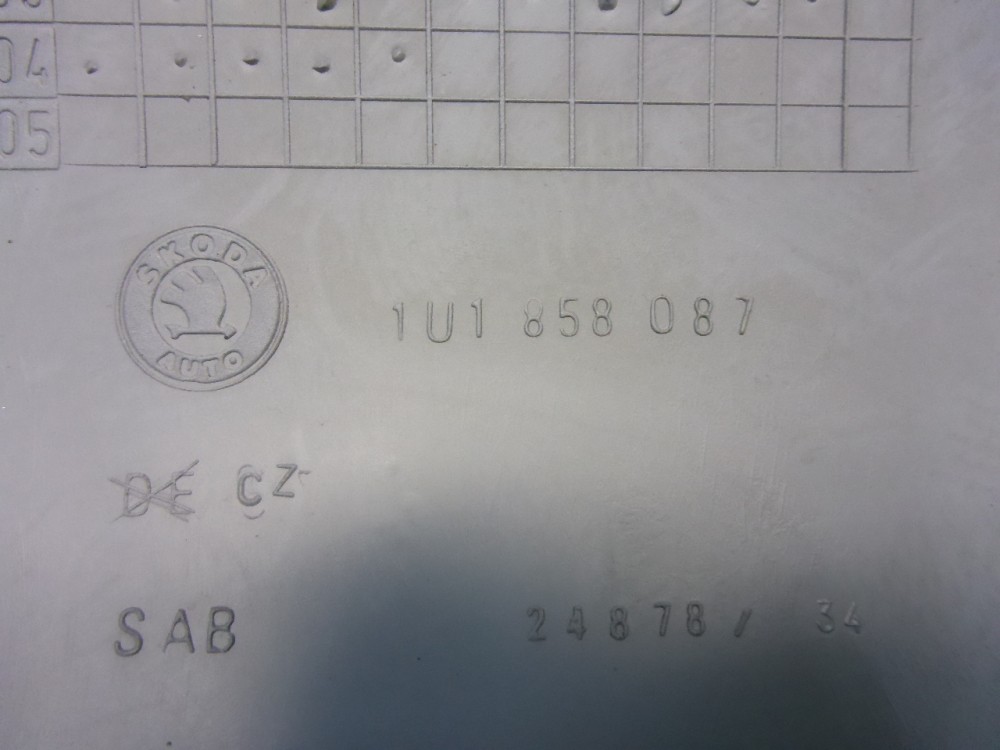 04
05
SKODA
AUTO
1U1 858 087
DE CZ
SAB
24878/ 34